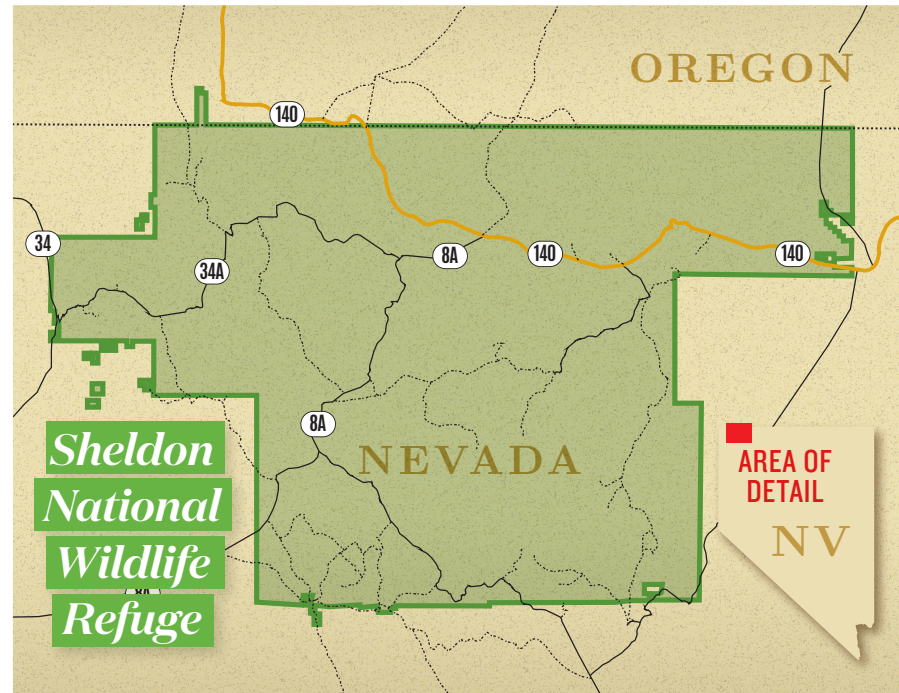 OREGON
140
34
34A
8A
140
140
8A
NEVADA
Sheldon
National
Wildlife
Refuge
AREA OF
DETAIL
NV